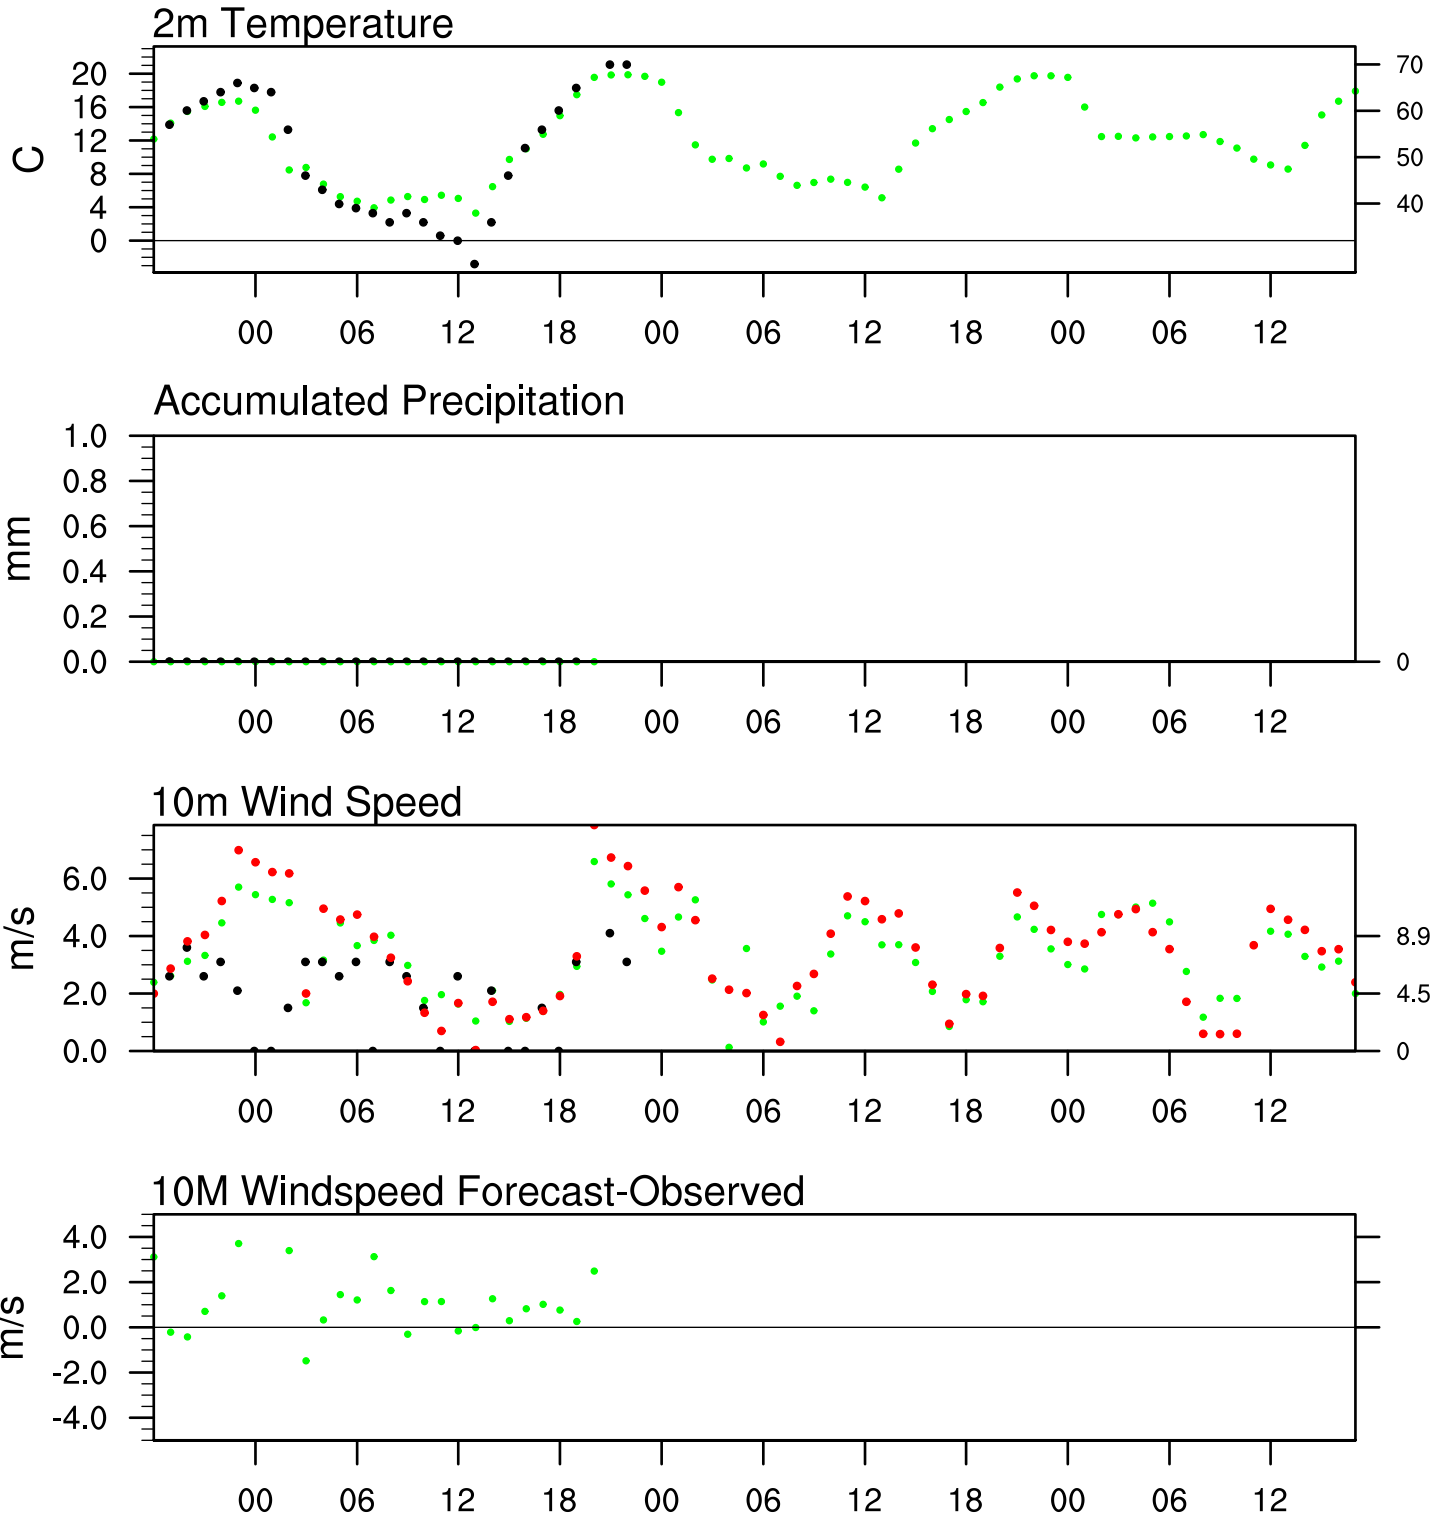 2m Temperature
20 70
16 60
12 50
8
4 40
0
C
00 06 12 18 00 06 12 18 00 06 12
Accumulated Precipitation
1.0
0.8
0.6
0.4
0.2
0.0 0
mm
00 06 12 18 00 06 12 18 00 06 12
10m Wind Speed
6.0
4.0 8.9
2.0 4.5
0.0 0
m/s
00 06 12 18 00 06 12 18 00 06 12
10M Windspeed Forecast-Observed
4.0
2.0
0.0
-2.0
-4.0
m/s
00 06 12 18 00 06 12 18 00 06 12